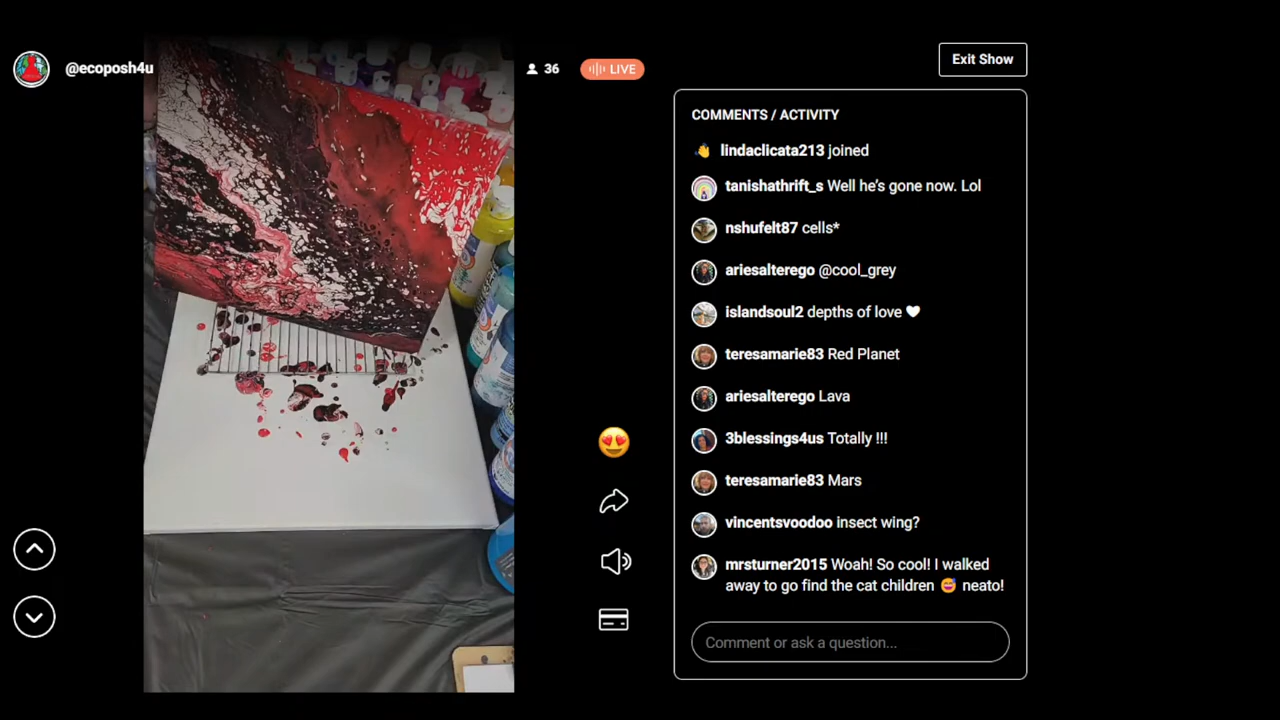 @ecoposh4u
36
LIVE
Exit Show
COMMENTS / ACTIVITY
👋 lindaclicata213 joined
tanishathrift_s Well he's gone now. Lol
nshufelt87 cells*
ariesalterego @cool_grey
islandsoul2 depths of love 🤍
teresamarie83 Red Planet
ariesalterego Lava
3blessings4us Totally !!!
teresamarie83 Mars
vincentsvoodoo insect wing?
mrsturner2015 Woah! So cool! I walked
away to go find the cat children 😅 neato!
Comment or ask a question...